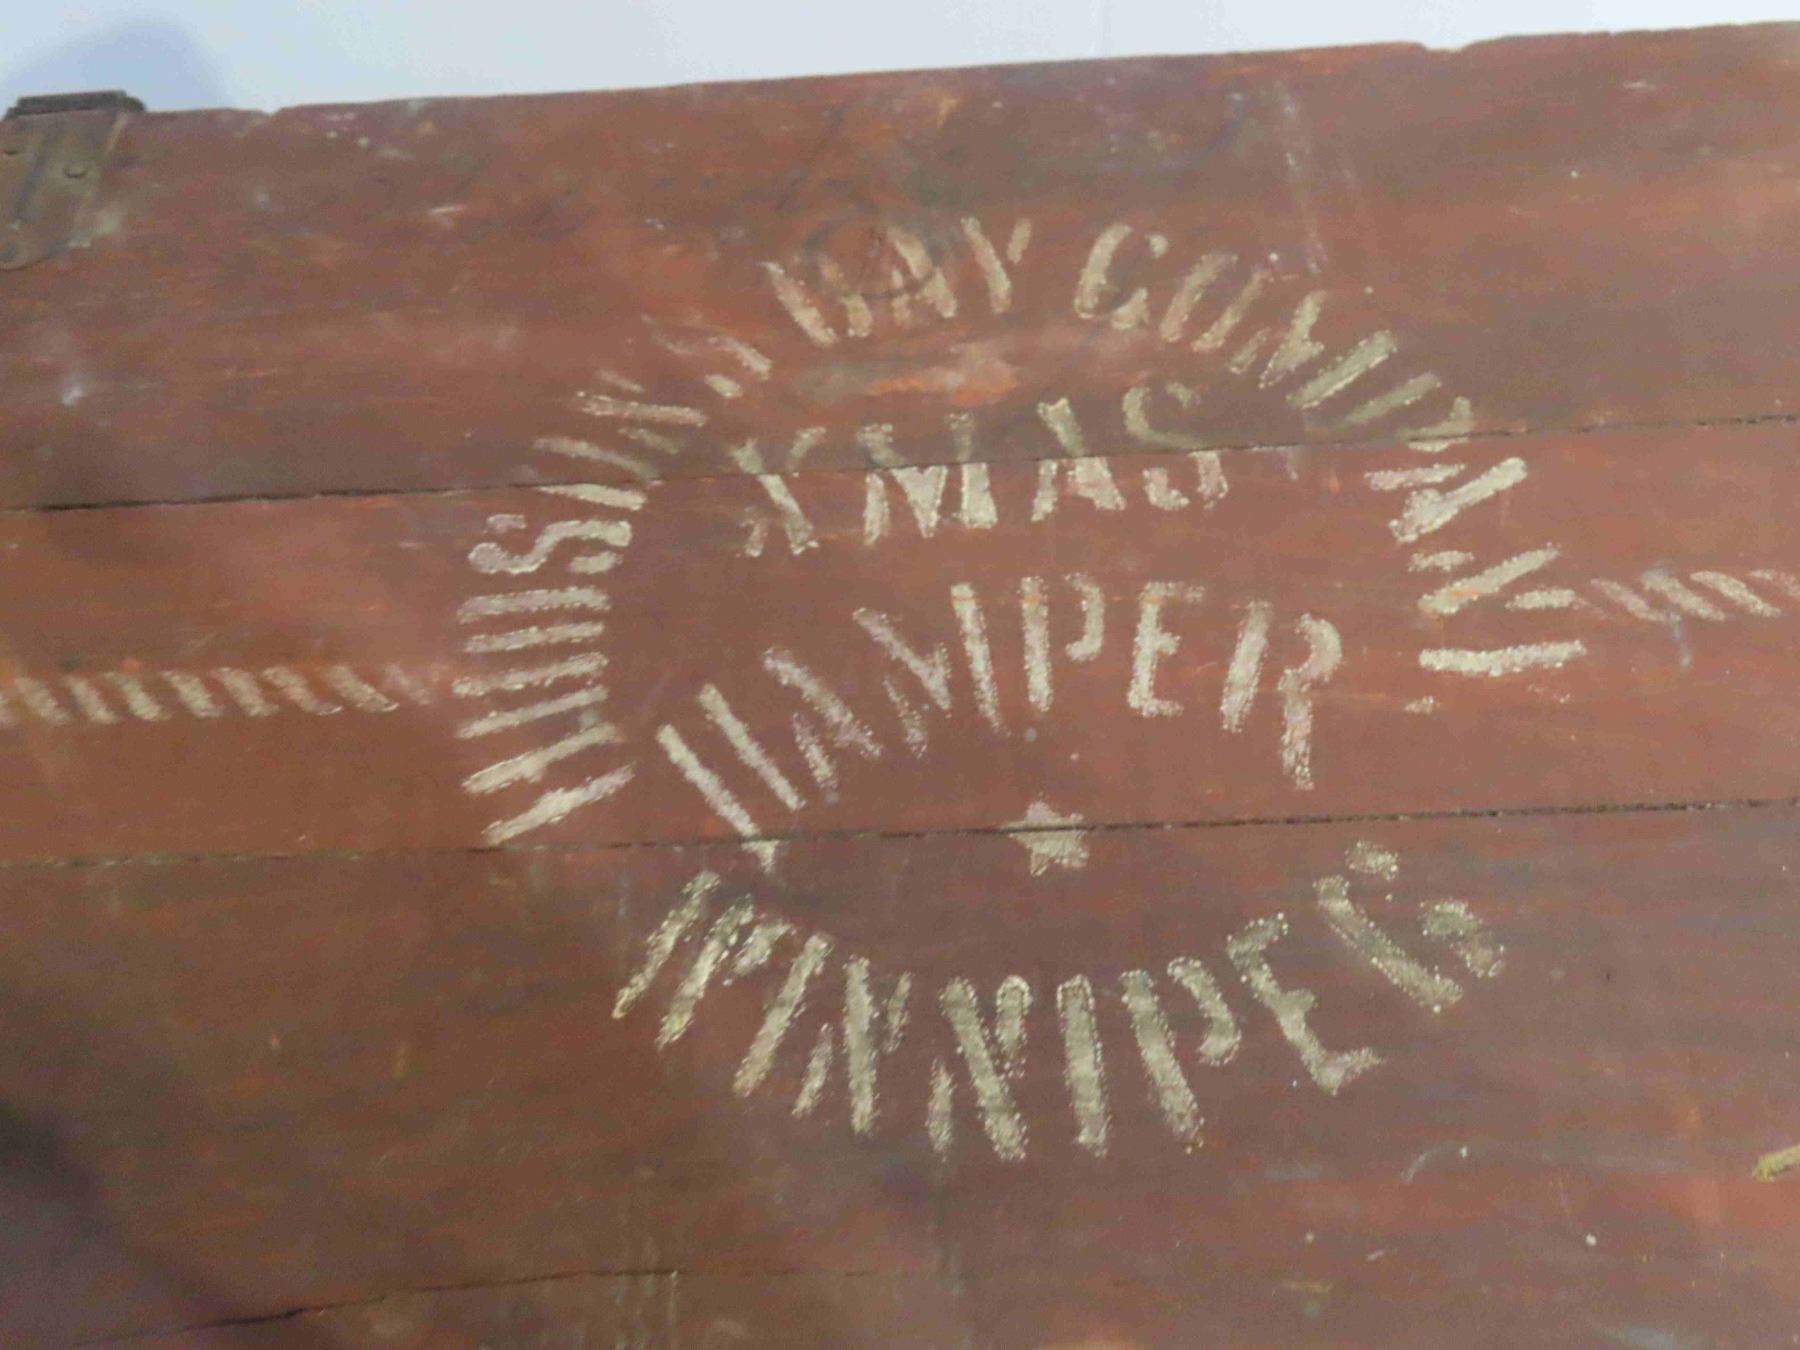 HUDSON'S BAY COMPANY
XMAS
HAMPER
WINNIPEG